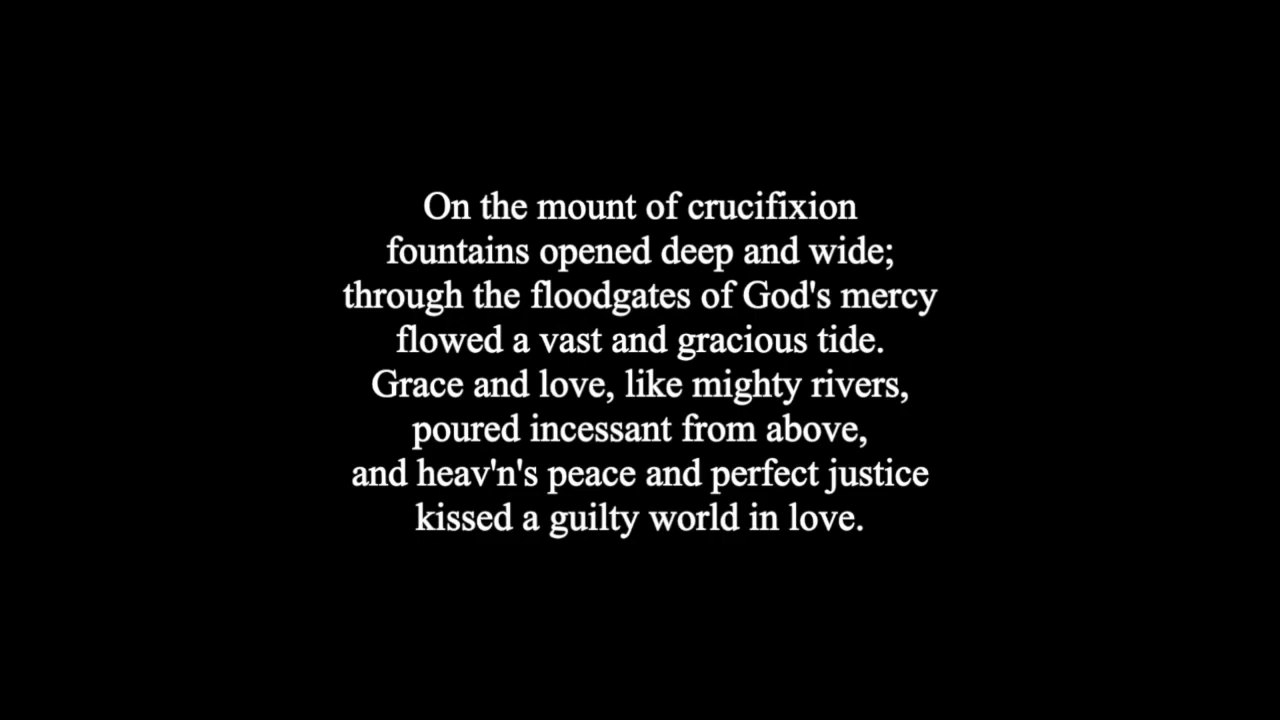 On the mount of crucifixion
fountains opened deep and wide;
through the floodgates of God's mercy
flowed a vast and gracious tide.
Grace and love, like mighty rivers,
poured incessant from above,
and heav'n's peace and perfect justice
kissed a guilty world in love.